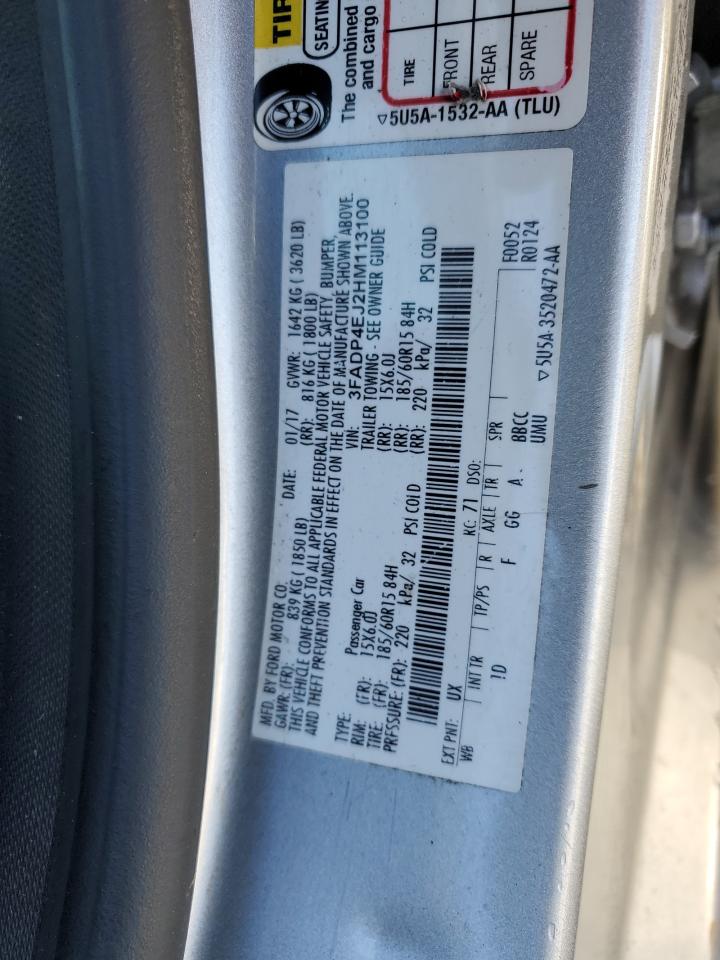 TIR
SEATING
The combined
and cargo
TIRE
FRONT
REAR
SPARE
▽5U5A-1532-AA (TLU)
MFD. BY FORD MOTOR CO.
DATE: 01/17 GVWR: 1642 KG ( 3620 LB)
GAWR: (FR): 839 KG ( 1850 LB) (RR): 816 KG ( 1800 LB)
THIS VEHICLE CONFORMS TO ALL APPLICABLE FEDERAL MOTOR VEHICLE SAFETY, BUMPER,
AND THEFT PREVENTION STANDARDS IN EFFECT ON THE DATE OF MANUFACTURE SHOWN ABOVE.
VIN: 3FADP4EJ2HM113100
TYPE: Passenger Car TRAILER TOWING - SEE OWNER GUIDE
RIM: (FR): 15X6.0J (RR): 15X6.0J
TIRE: (FR): 185/60R15 84H (RR): 185/60R15 84H
PRESSURE: (FR): 220 kPa/ 32 PSI COLD (RR): 220 kPa/ 32 PSI COLD
EXT PNT: UX RC: 71 DSO:
WB INT TR TP/PS R AXLE TR SPR F0052
ID F GG A BBCC R0124
UMU
▽5U5A-3520472-AA